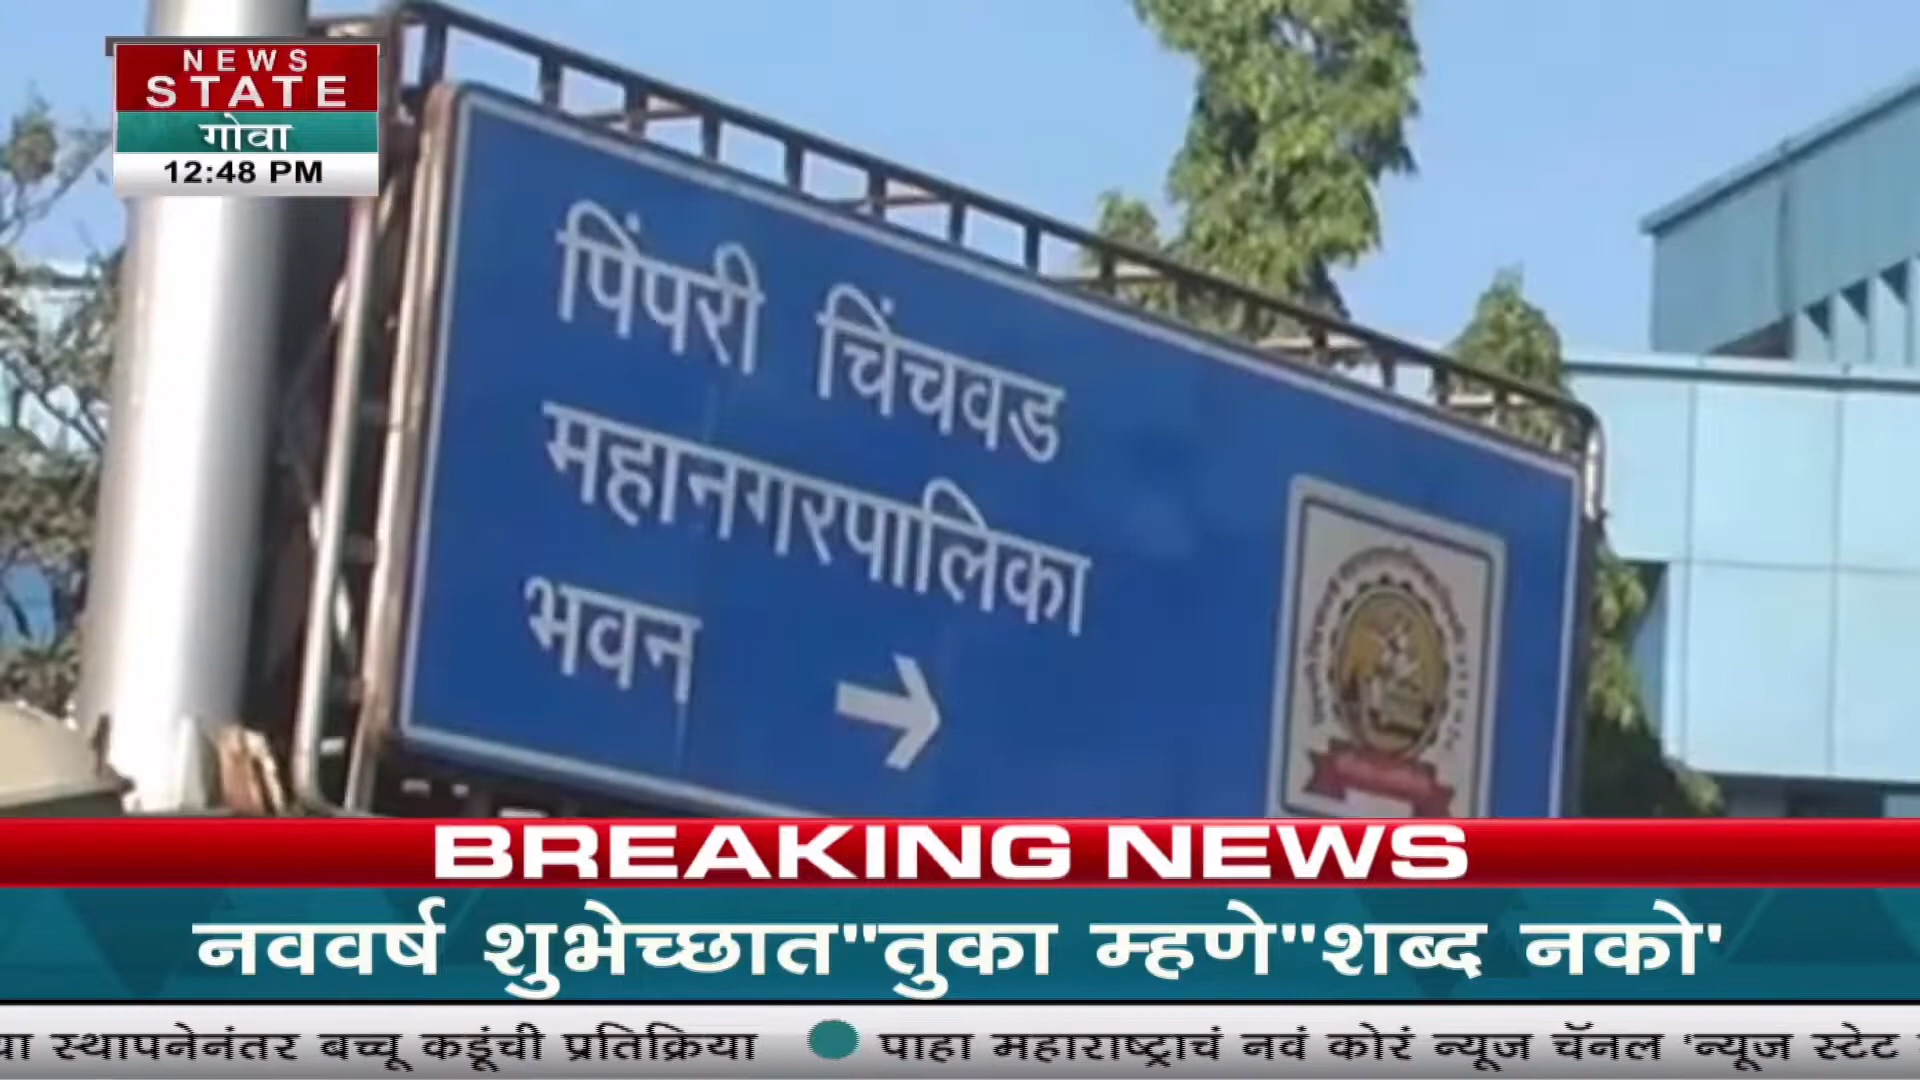 NEWS
STATE
गोवा
12:48 PM
पिंपरी चिंचवड
महानगरपालिका
भवन
BREAKING NEWS
नववर्ष शुभेच्छात"तुका म्हणे"शब्द नको'
स्थापनेनंतर बच्चू कडूंची प्रतिक्रिया पाहा महाराष्ट्राचं नवं कोरं न्यूज चॅनल 'न्यूज स्टेट